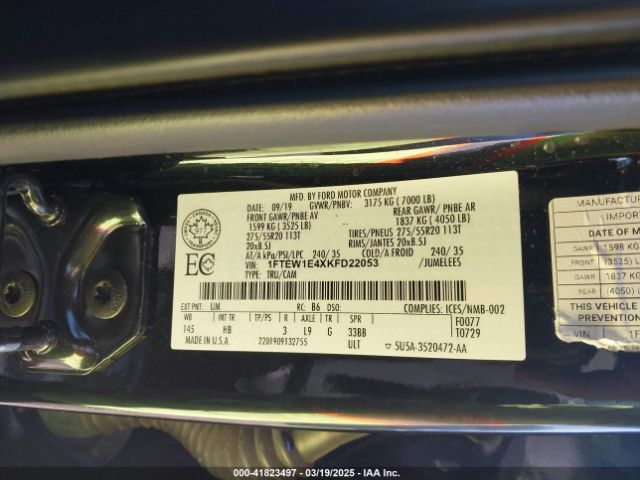 MFD. BY FORD MOTOR COMPANY
DATE: 09/19 GVWR/PNBV: 3175 KG ( 7000 LB)
FRONT GAWR/PNBE AV REAR GAWR/ PNBE AR
1599 KG ( 3525 LB) 1837 KG ( 4050 LB)
275/55R20 113T TIRES/PNEUS 275/55R20 113T
20x8.5J RIMS/JANTES 20x8.5J
AT/A kPa/PSI/LPC 240/ 35 COLD/A FROID 240/ 35
VIN: 1FTEW1E4XKFD22053 /JUMELEES
TYPE: TRU/CAM
CANADA
EC
EXT PNT: UM RC: B6 DSO: COMPLIES: ICES/NMB-002
WB INT TR TP/PS R AXLE TR SPR F0077
145 HB 3 L9 G 33BB T0729
MADE IN U.S.A. 2201909132755 ULT 5U5A-3520472-AA
MANUFACTUR
IMPOR
DATE OF M
GAWR 1598 KG
FRONT (3525) L
GAWR 1837 KG
REAR (4050) L
THIS VEHICLE
PREVENTION
VIN 1F
000-41823497 - 03/19/2025 - IAA Inc.